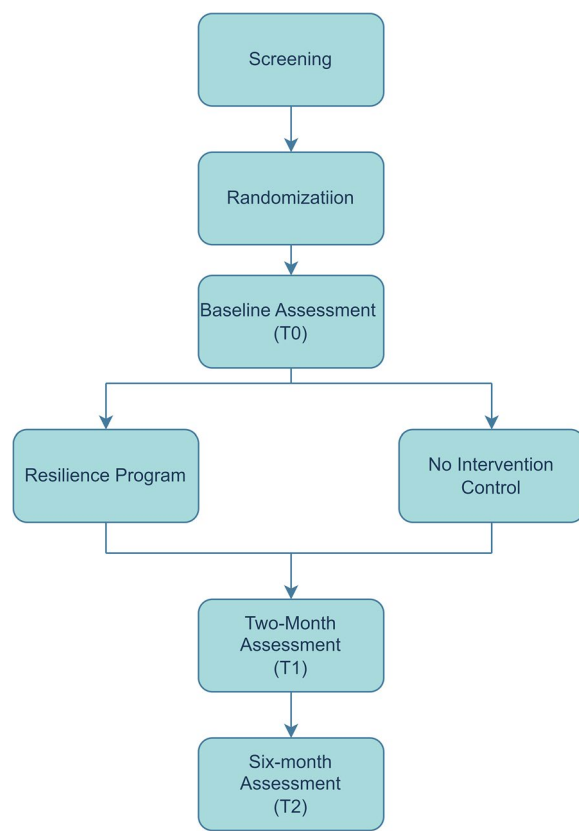 Screening
Randomizatiion
Baseline Assessment
(T0)
Resilience Program
No Intervention
Control
Two-Month
Assessment
(T1)
Six-month
Assessment
(T2)